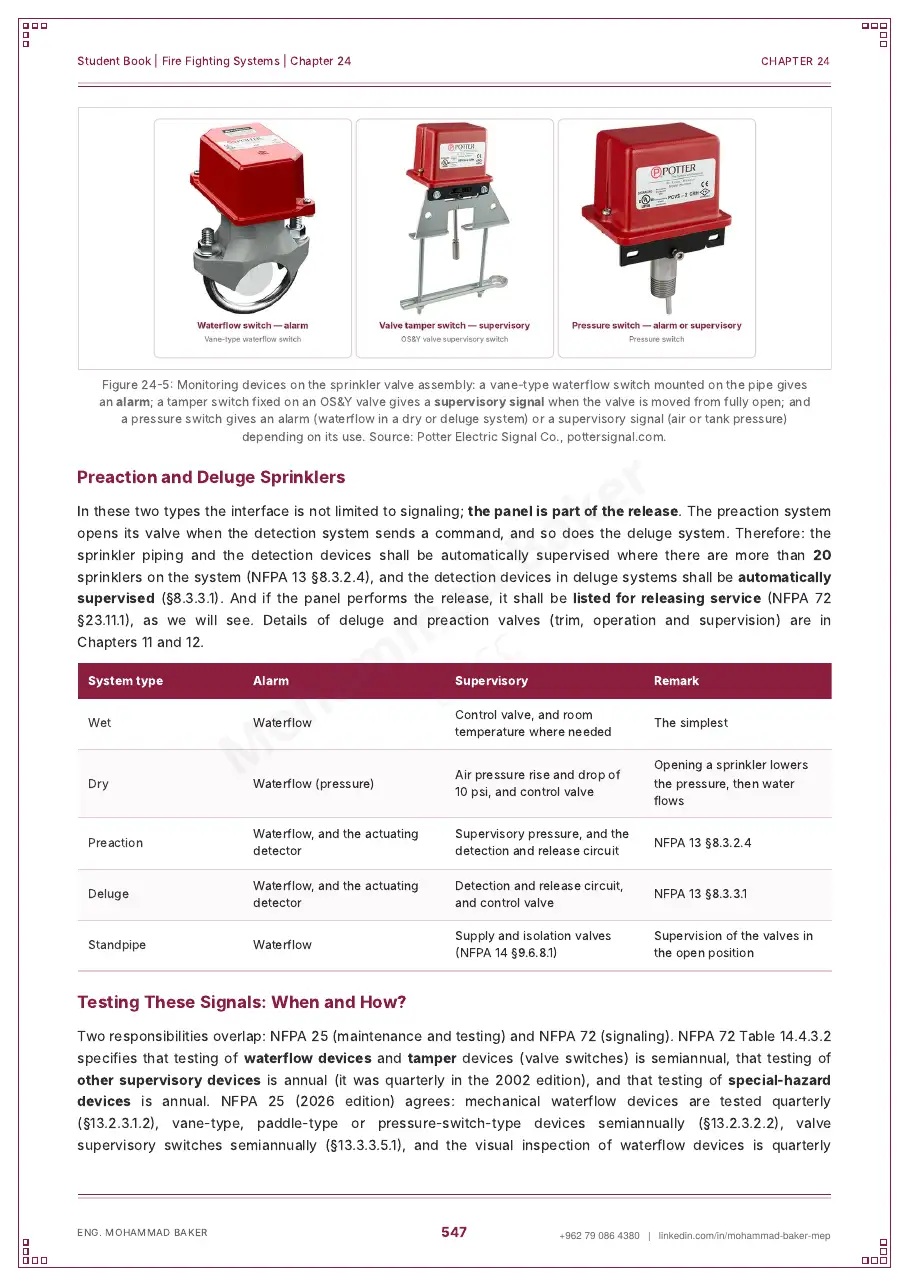 Student Book | Fire Fighting Systems | Chapter 24
CHAPTER 24
POTTER
POTTER
POTTER
PCVS-2 CRH
Waterflow switch — alarm
Vane-type waterflow switch
Valve tamper switch — supervisory
OS&Y valve supervisory switch
Pressure switch — alarm or supervisory
Pressure switch
Figure 24-5: Monitoring devices on the sprinkler valve assembly: a vane-type waterflow switch mounted on the pipe gives
an alarm; a tamper switch fixed on an OS&Y valve gives a supervisory signal when the valve is moved from fully open; and
a pressure switch gives an alarm (waterflow in a dry or deluge system) or a supervisory signal (air or tank pressure)
depending on its use. Source: Potter Electric Signal Co., pottersignal.com.
Preaction and Deluge Sprinklers
In these two types the interface is not limited to signaling; the panel is part of the release. The preaction system
opens its valve when the detection system sends a command, and so does the deluge system. Therefore: the
sprinkler piping and the detection devices shall be automatically supervised where there are more than 20
sprinklers on the system (NFPA 13 §8.3.2.4), and the detection devices in deluge systems shall be automatically
supervised (§8.3.3.1). And if the panel performs the release, it shall be listed for releasing service (NFPA 72
§23.11.1), as we will see. Details of deluge and preaction valves (trim, operation and supervision) are in
Chapters 11 and 12.
System type Alarm Supervisory Remark
Wet Waterflow Control valve, and room temperature where needed The simplest
Dry Waterflow (pressure) Air pressure rise and drop of 10 psi, and control valve Opening a sprinkler lowers the pressure, then water flows
Preaction Waterflow, and the actuating detector Supervisory pressure, and the detection and release circuit NFPA 13 §8.3.2.4
Deluge Waterflow, and the actuating detector Detection and release circuit, and control valve NFPA 13 §8.3.3.1
Standpipe Waterflow Supply and isolation valves (NFPA 14 §9.6.8.1) Supervision of the valves in the open position
Testing These Signals: When and How?
Two responsibilities overlap: NFPA 25 (maintenance and testing) and NFPA 72 (signaling). NFPA 72 Table 14.4.3.2
specifies that testing of waterflow devices and tamper devices (valve switches) is semiannual, that testing of
other supervisory devices is annual (it was quarterly in the 2002 edition), and that testing of special-hazard
devices is annual. NFPA 25 (2026 edition) agrees: mechanical waterflow devices are tested quarterly
(§13.2.3.1.2), vane-type, paddle-type or pressure-switch-type devices semiannually (§13.2.3.2.2), valve
supervisory switches semiannually (§13.3.3.5.1), and the visual inspection of waterflow devices is quarterly
ENG. MOHAMMAD BAKER
547
+962 79 086 4380 | linkedin.com/in/mohammad-baker-mep